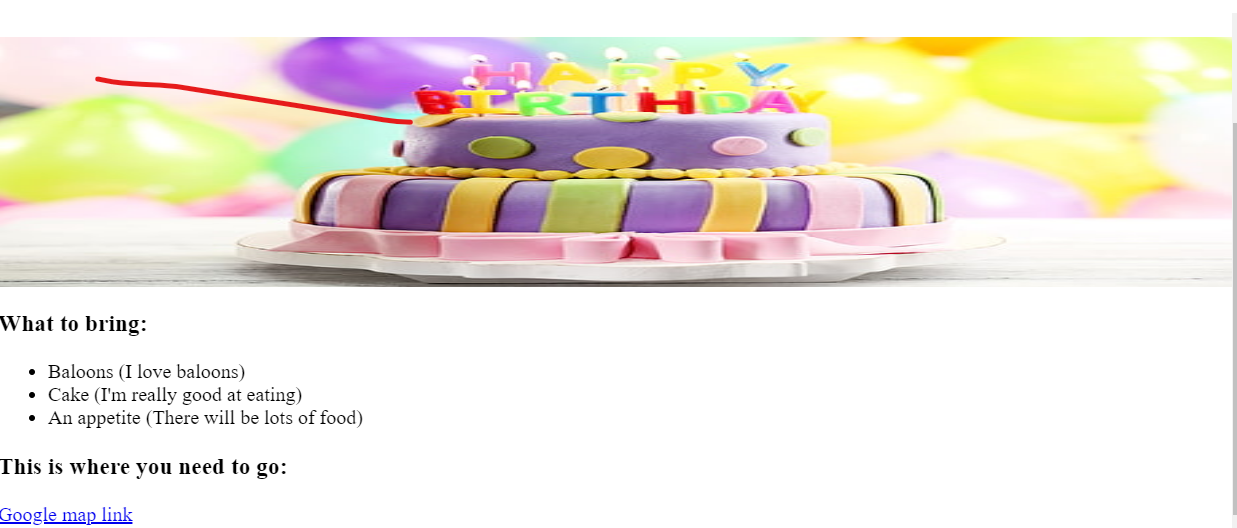 HAPPY
BIRTHDAY
What to bring:
Baloons (I love baloons)
Cake (I'm really good at eating)
An appetite (There will be lots of food)
This is where you need to go:
Google map link